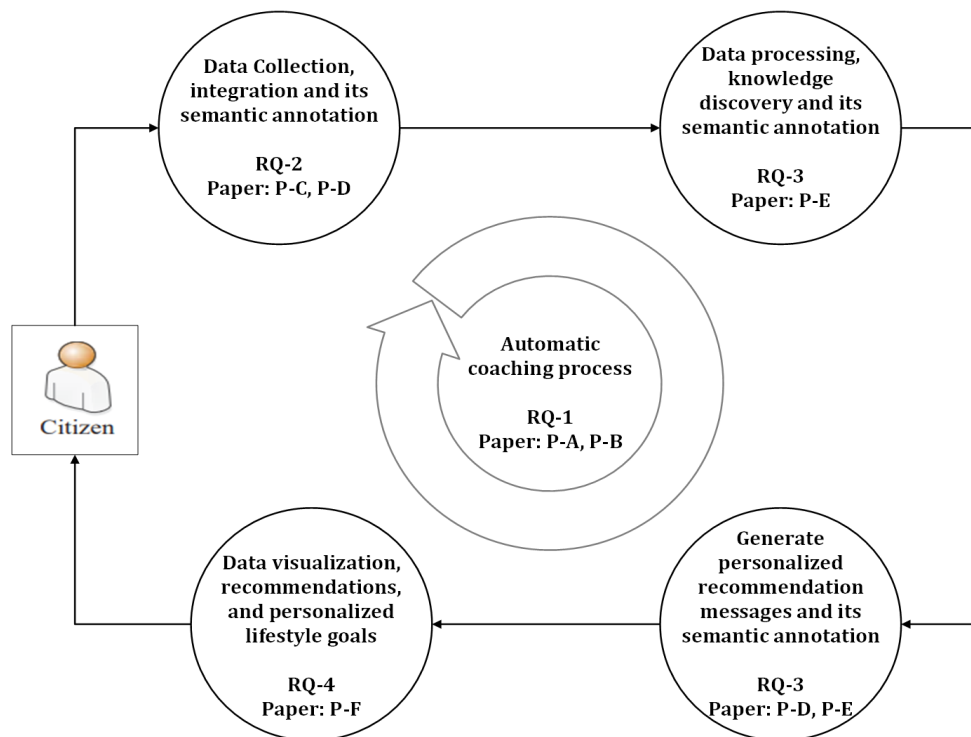 Data Collection,
integration and its
semantic annotation
RQ-2
Paper: P-C, P-D
Data processing,
knowledge
discovery and its
semantic annotation
RQ-3
Paper: P-E
Automatic
coaching process
RQ-1
Paper: P-A, P-B
Citizen
Data visualization,
recommendations,
and personalized
lifestyle goals
RQ-4
Paper: P-F
Generate
personalized
recommendation
messages and its
semantic annotation
RQ-3
Paper: P-D, P-E